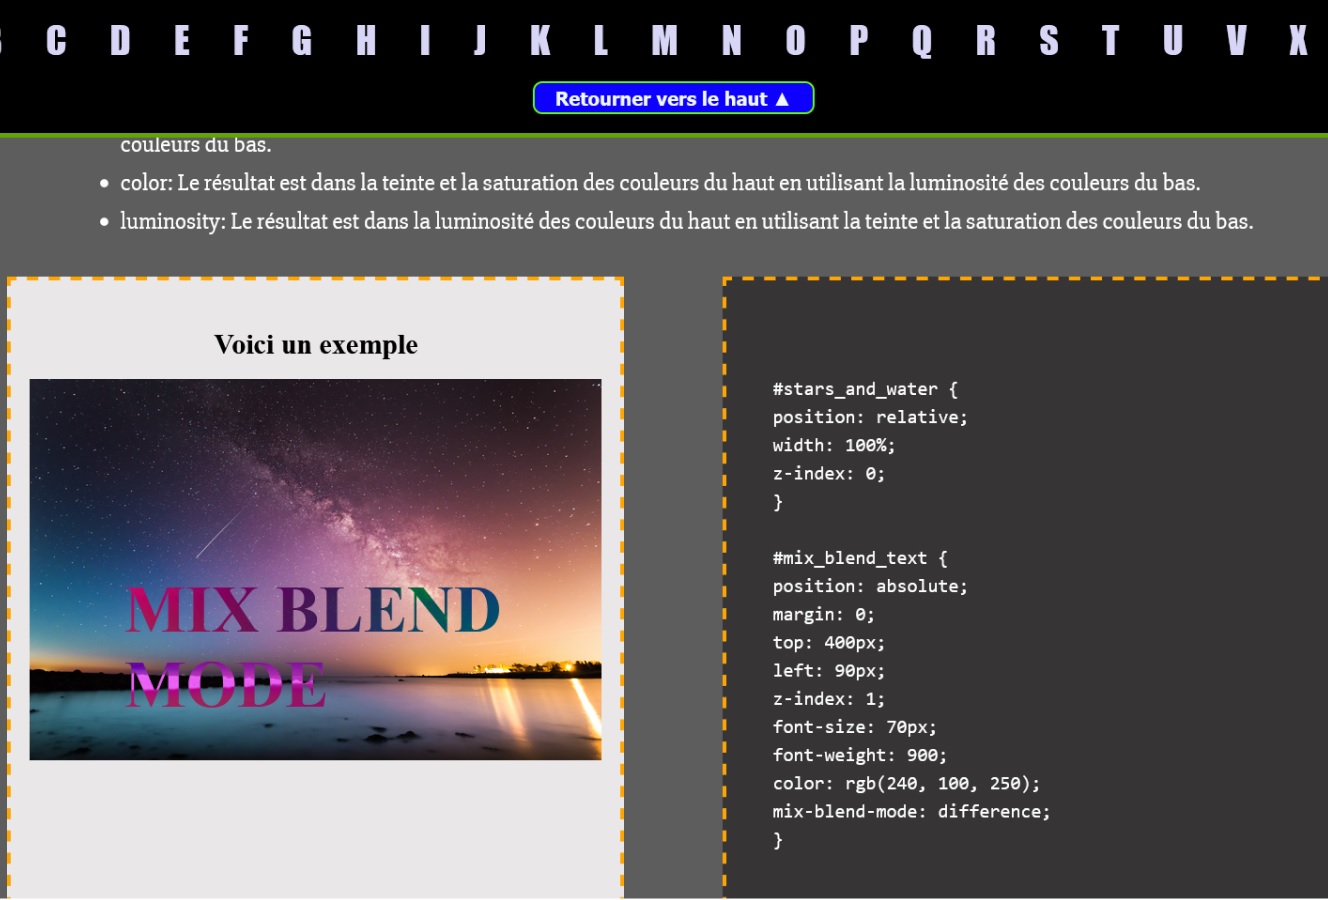 C D E F G H I J K L M N O P Q R S T U V X
Retourner vers le haut ▲
couleurs du bas.
• color: Le résultat est dans la teinte et la saturation des couleurs du haut en utilisant la luminosité des couleurs du bas.
• luminosity: Le résultat est dans la luminosité des couleurs du haut en utilisant la teinte et la saturation des couleurs du bas.
Voici un exemple
MIX BLEND
MODE
#stars_and_water {
position: relative;
width: 100%;
z-index: 0;
}
#mix_blend_text {
position: absolute;
margin: 0;
top: 400px;
left: 90px;
z-index: 1;
font-size: 70px;
font-weight: 900;
color: rgb(240, 100, 250);
mix-blend-mode: difference;
}